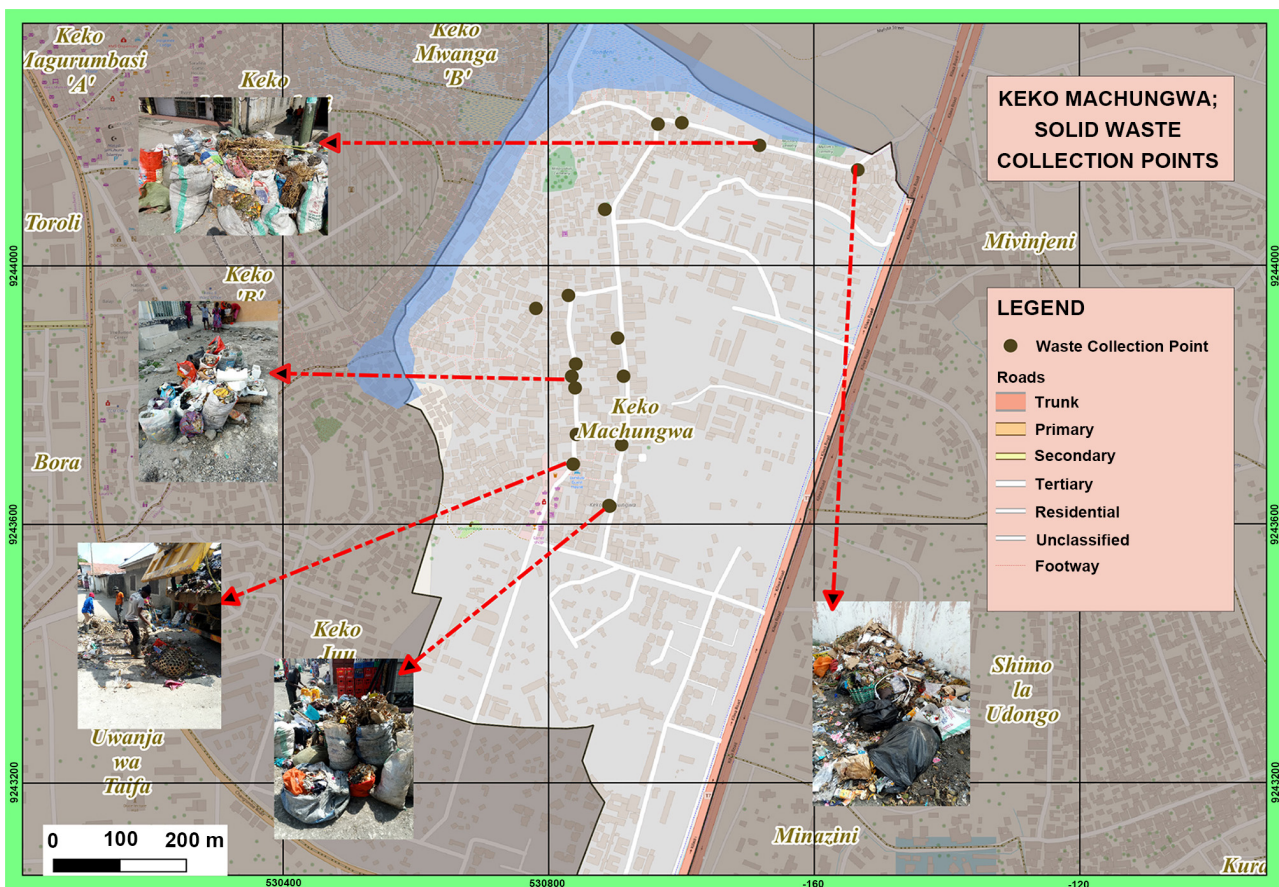 Keko
Magurumbasi
'A'
Keko
Keko
Mwanga
'B'
KEKO MACHUNGWA;
SOLID WASTE
COLLECTION POINTS
Toroli
Mivinjeni
9244000
9244000
Keko
'B'
LEGEND
Waste Collection Point
Roads
Trunk
Primary
Secondary
Tertiary
Residential
Unclassified
Footway
Keko
Machungwa
Bora
9243600
9243600
Keko
Juu
Shimo
la
Udongo
Uwanja
wa
Taifa
9243200
9243200
Minazini
Kura
0 100 200 m
530400
530800
-160
-120